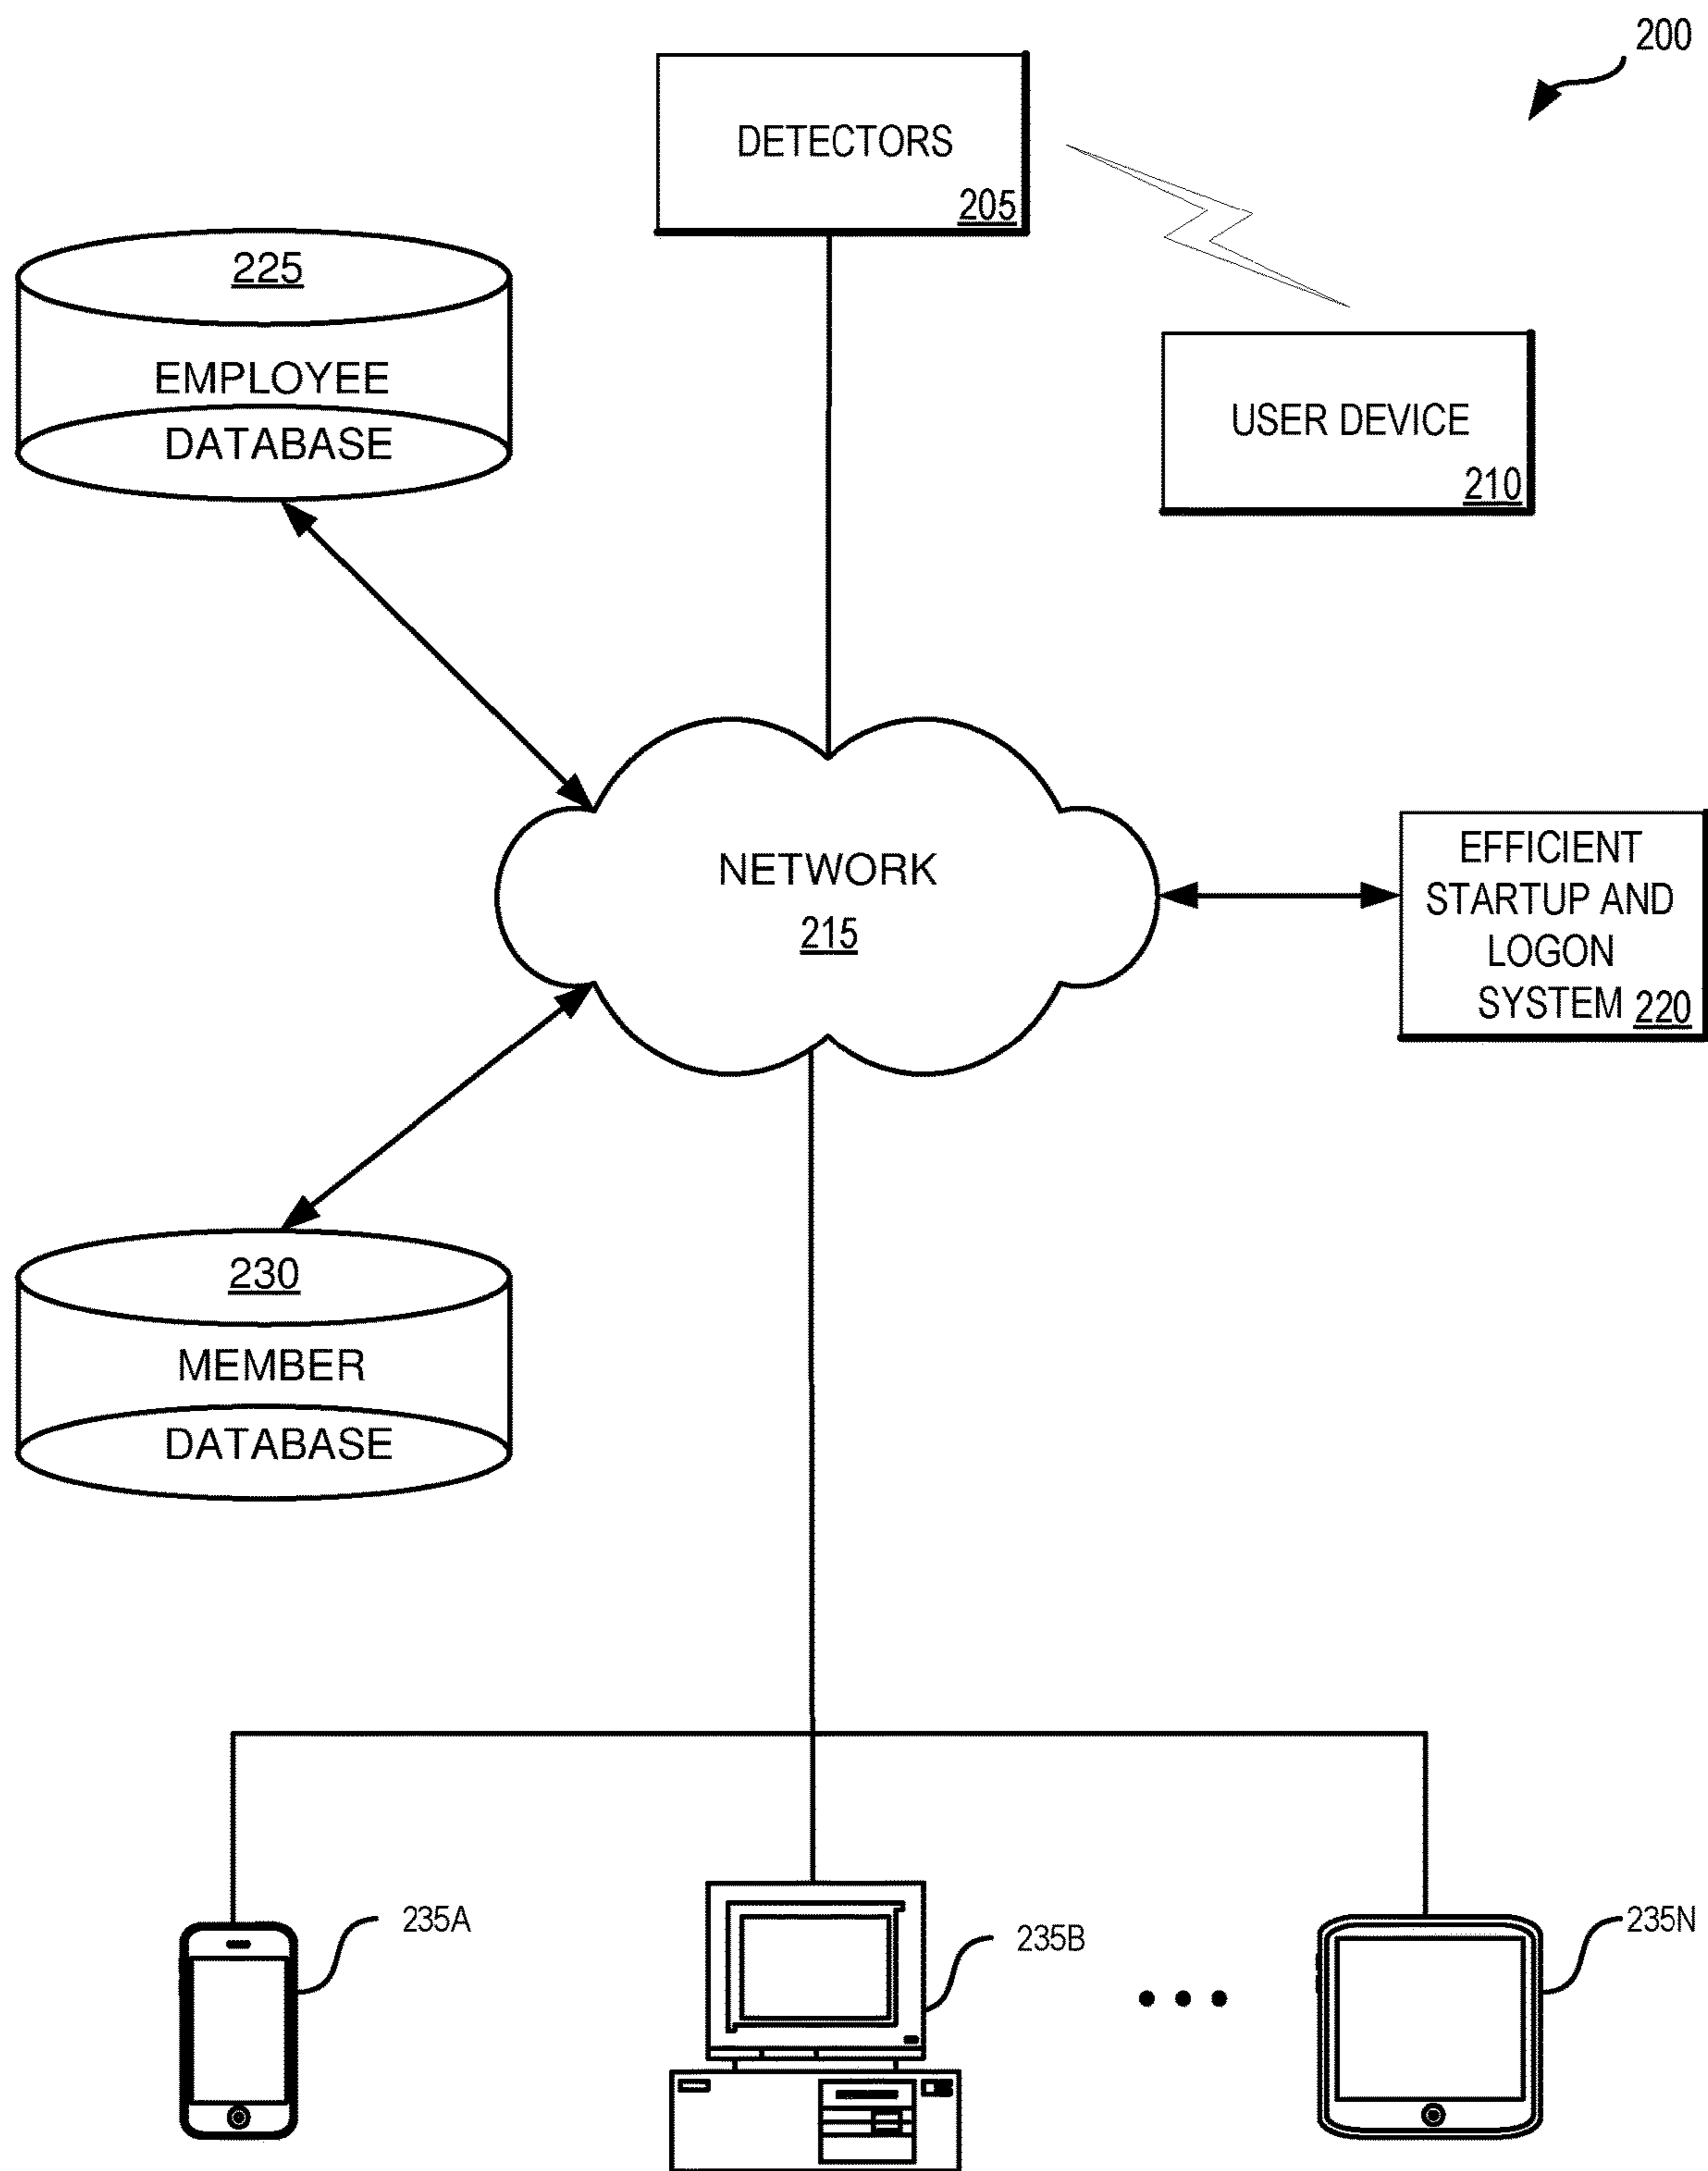 200
DETECTORS
205
225
EMPLOYEE
DATABASE
USER DEVICE
210
NETWORK
215
EFFICIENT
STARTUP AND
LOGON
SYSTEM 220
230
MEMBER
DATABASE
235A
235B
235N